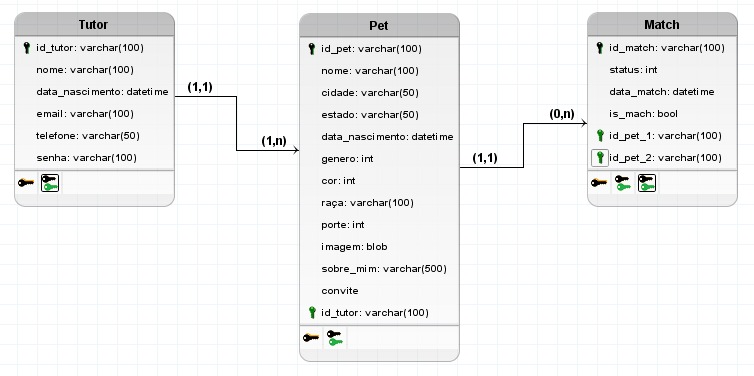 Tutor
id_tutor: varchar(100)
nome: varchar(100)
data_nascimento: datetime
email: varchar(100)
telefone: varchar(50)
senha: varchar(100)
(1,1)
(1,n)
Pet
id_pet: varchar(100)
nome: varchar(100)
cidade: varchar(50)
estado: varchar(50)
data_nascimento: datetime
genero: int
cor: int
raça: varchar(100)
porte: int
imagem: blob
sobre_mim: varchar(500)
convite
id_tutor: varchar(100)
(1,1)
(0,n)
Match
id_match: varchar(100)
status: int
data_match: datetime
is_mach: bool
id_pet_1: varchar(100)
id_pet_2: varchar(100)